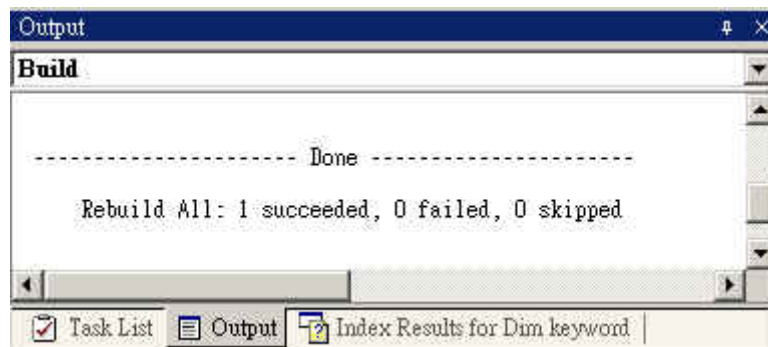 Output
Build
---------------------- Done ----------------------
Rebuild All: 1 succeeded, 0 failed, 0 skipped
Task List Output Index Results for Dim keyword